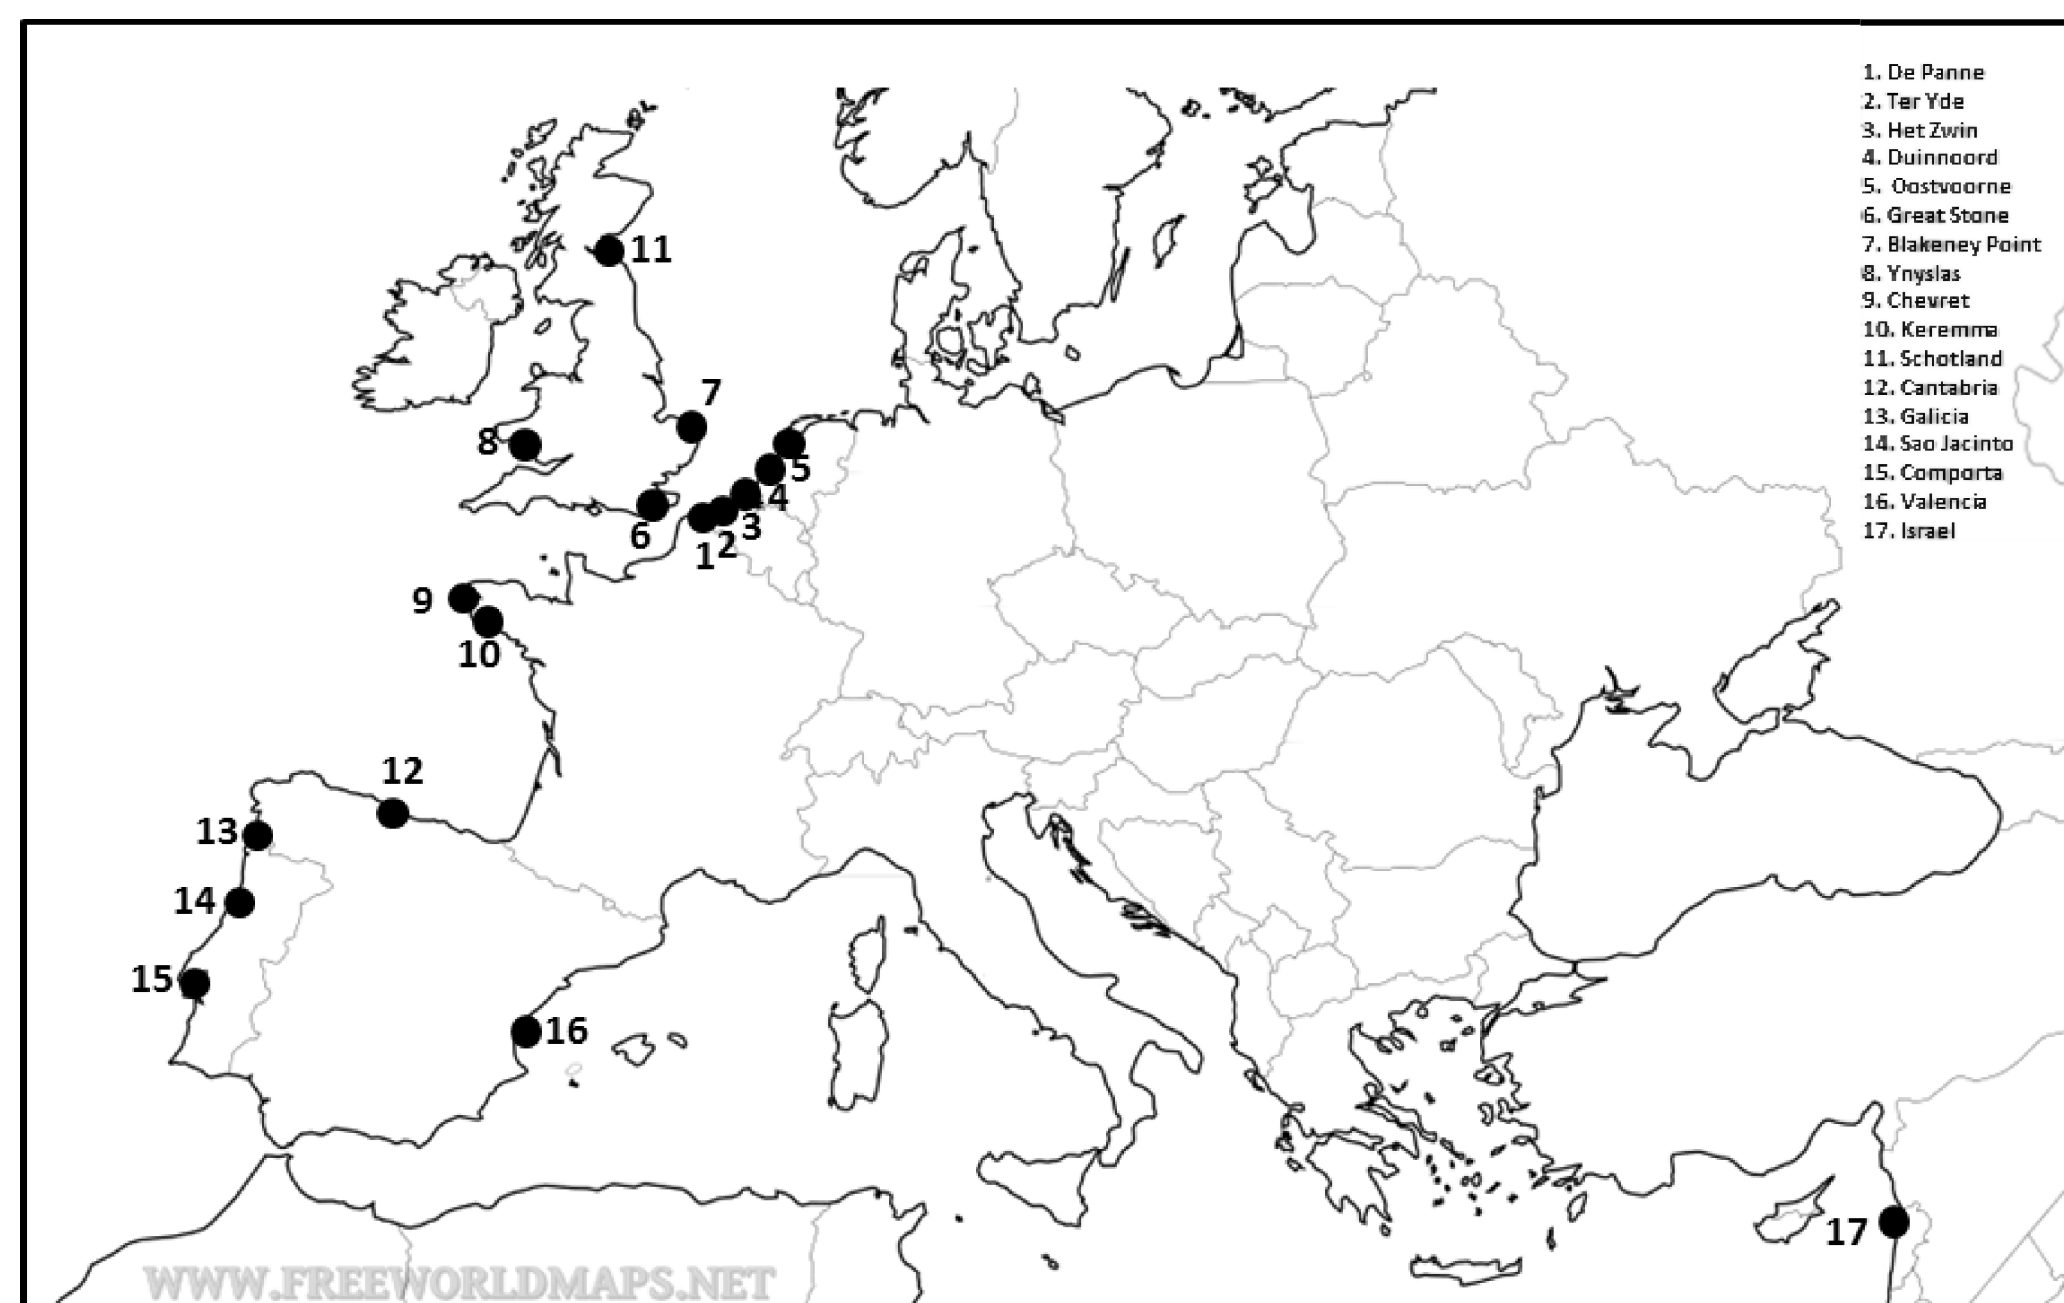 1. De Panne
2. Ter Yde
3. Het Zwin
4. Duinnoord
5. Oostvoorne
6. Great Stone
7. Blakeney Point
8. Ynyslas
9. Chevret
10. Keremma
11. Schotland
12. Cantabria
13. Galicia
14. Sao Jacinto
15. Comporta
16. Valencia
17. Israel
11
7
8
5
4
6
3
2
1
9
10
12
13
14
15
16
17
WWW.FREEWORLDMAPS.NET